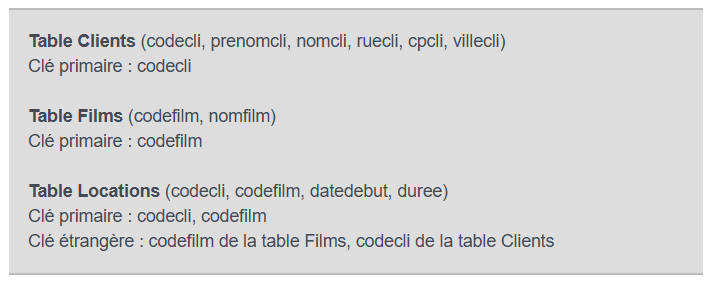 Table Clients (codecli, prenomcli, nomcli, ruecli, cpcli, villecli)
Clé primaire : codecli
Table Films (codefilm, nomfilm)
Clé primaire : codefilm
Table Locations (codecli, codefilm, datedebut, duree)
Clé primaire : codecli, codefilm
Clé étrangère : codefilm de la table Films, codecli de la table Clients